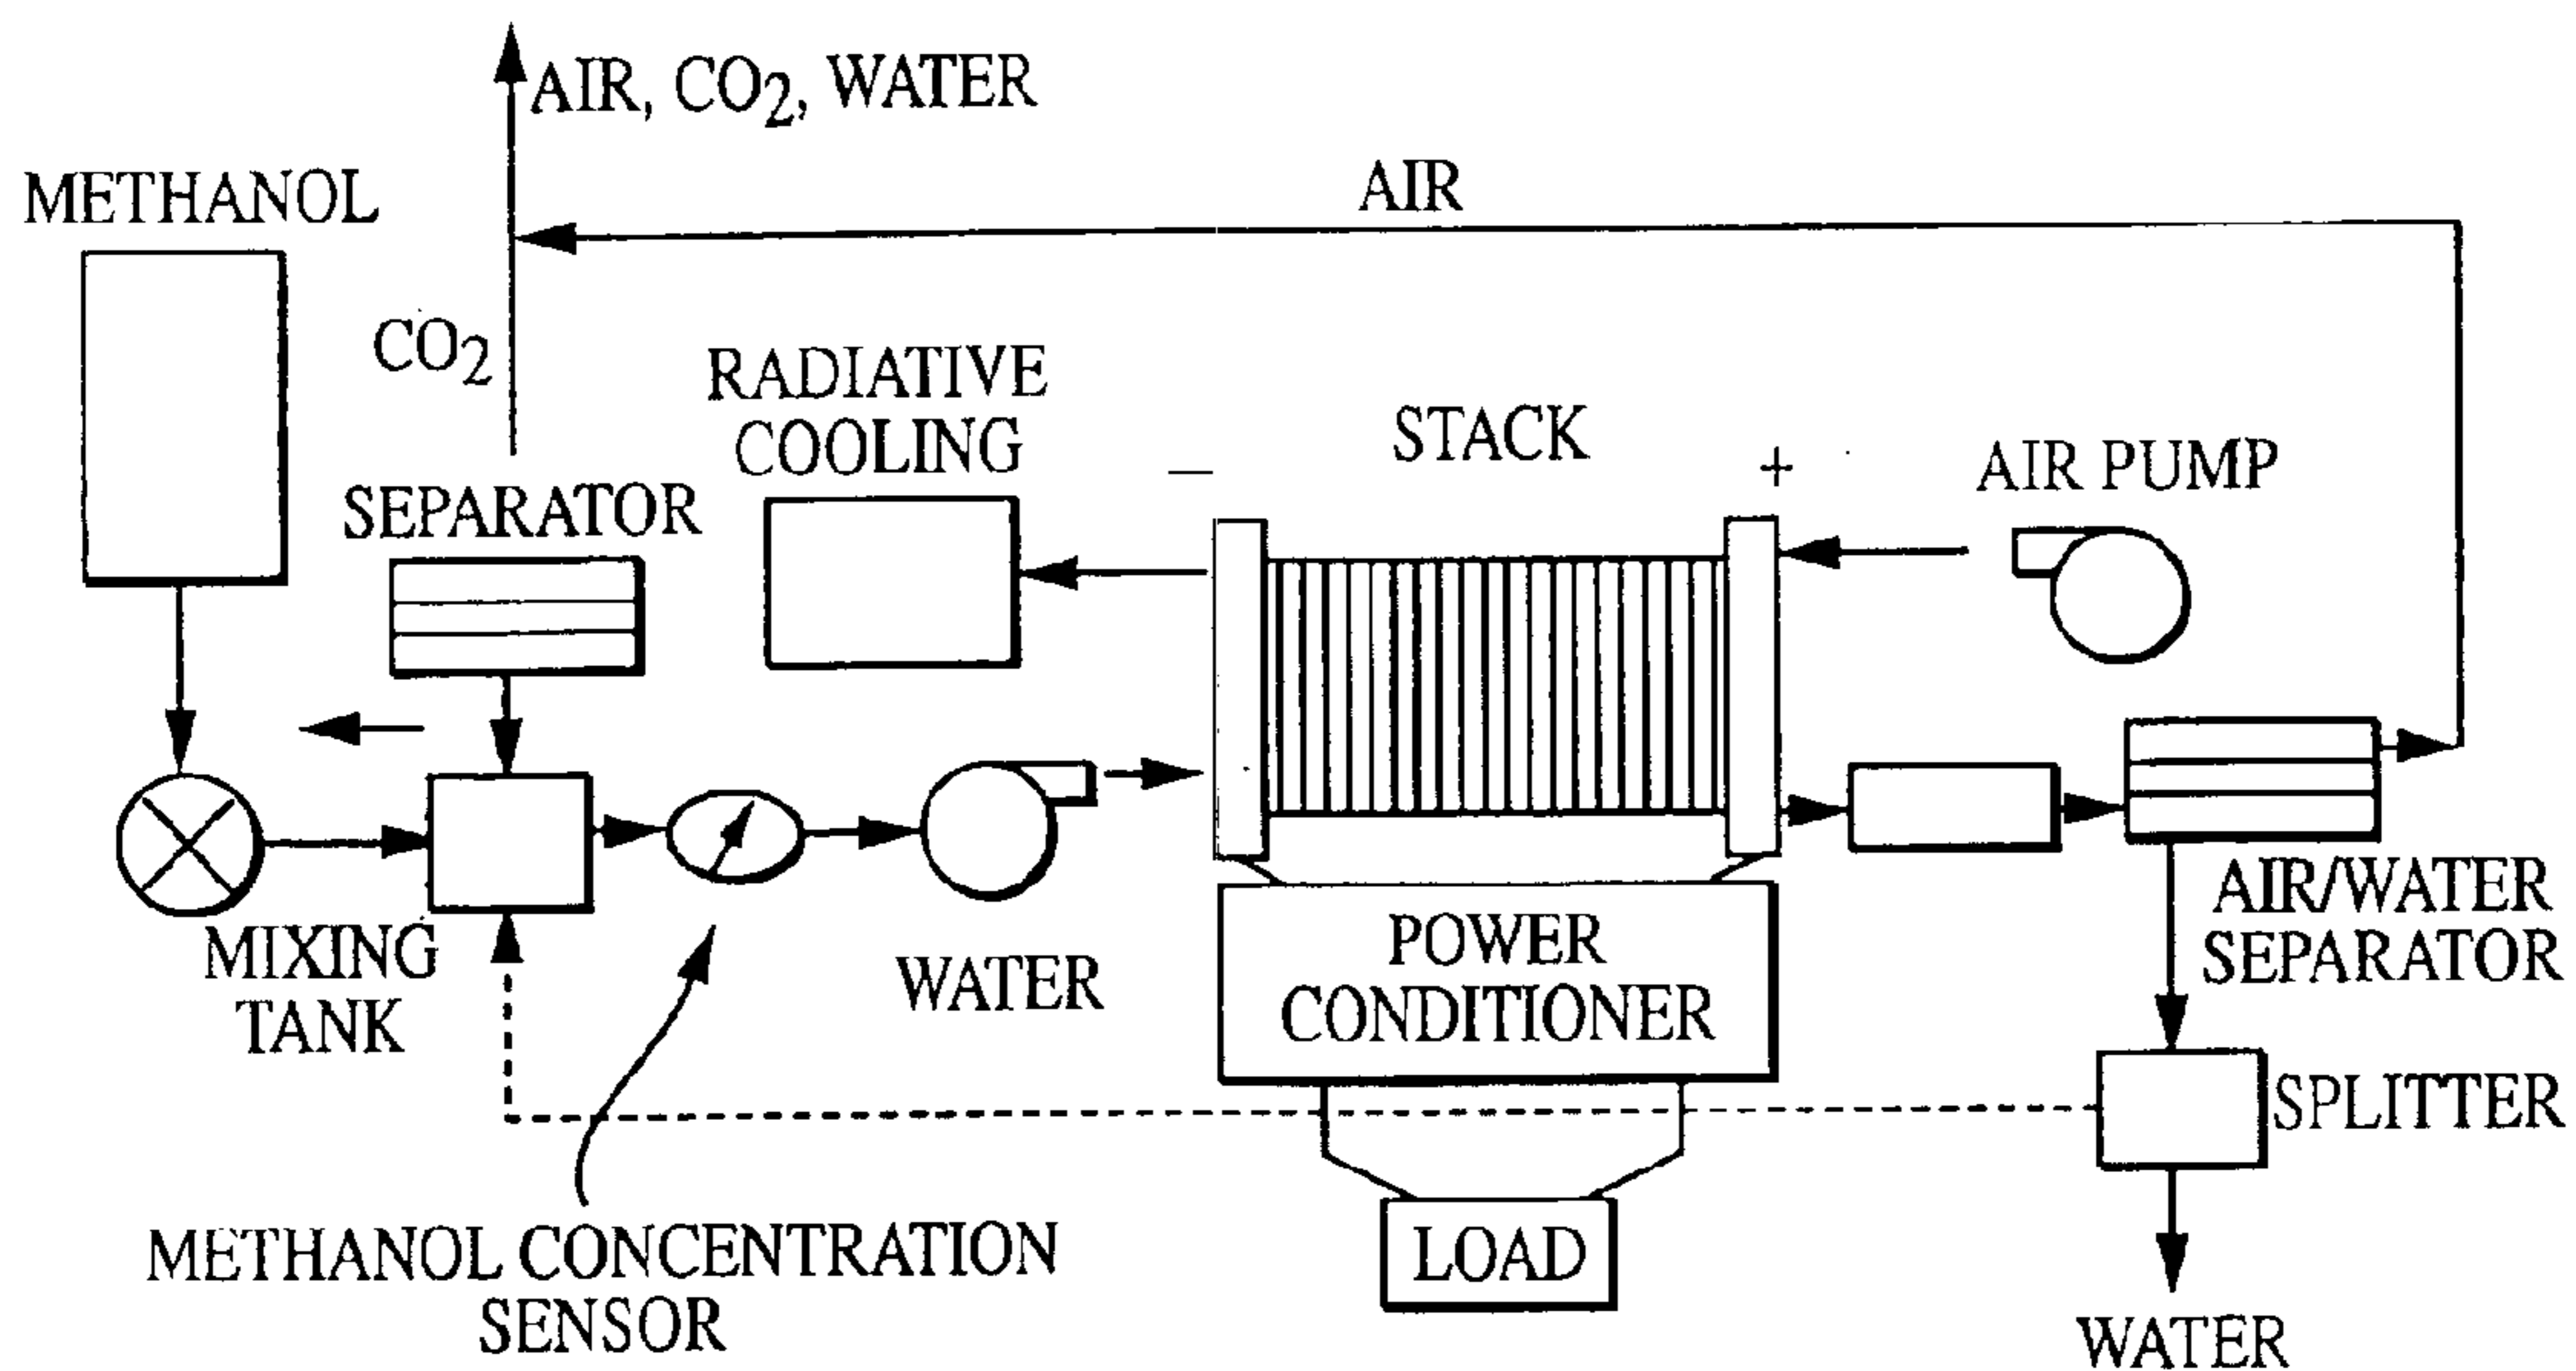 AIR, CO2, WATER
AIR
METHANOL
CO2
RADIATIVE
COOLING
STACK
SEPARATOR
−
+
AIR PUMP
MIXING
TANK
WATER
POWER
CONDITIONER
AIR/WATER
SEPARATOR
SPLITTER
METHANOL CONCENTRATION
SENSOR
LOAD
WATER